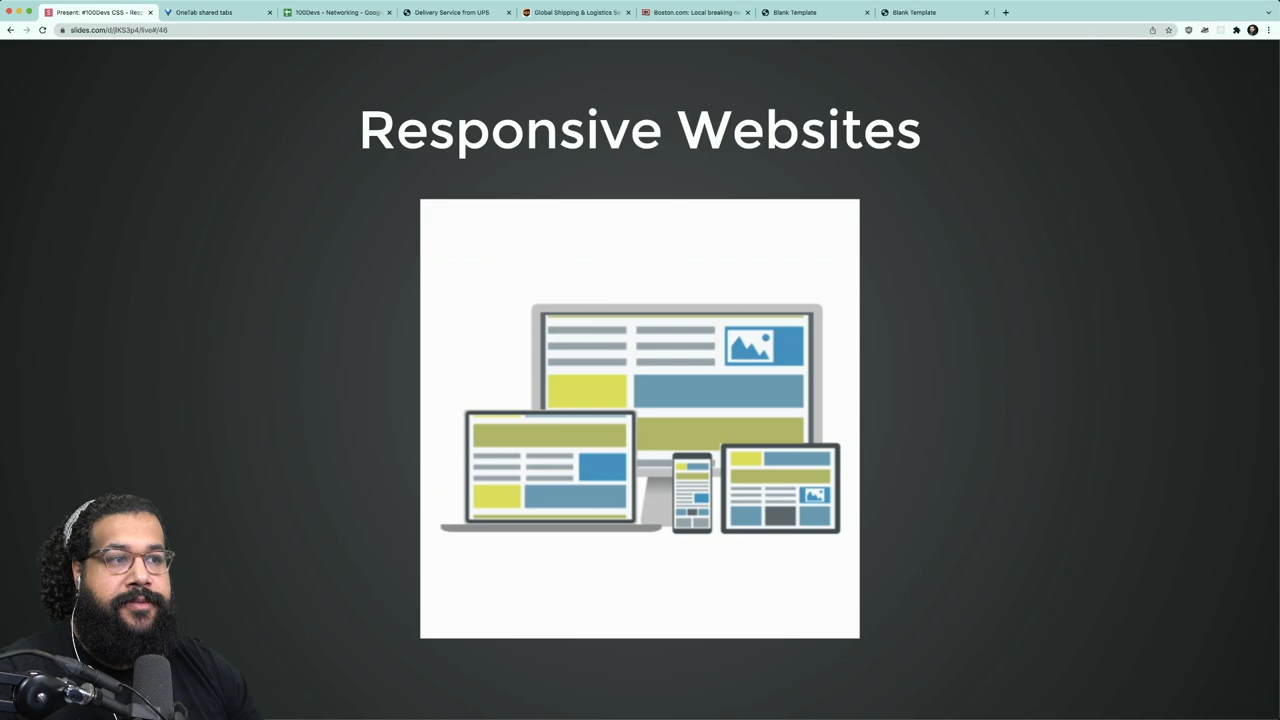 Present: #100Devs CSS - Resp
OneTab shared tabs
100Devs - Networking - Googl
Delivery Service from UPS
Global Shipping & Logistics Se
Boston.com: Local breaking ne
Blank Template
Blank Template
slides.com/d/jlKS3p4/live#/46
Responsive Websites